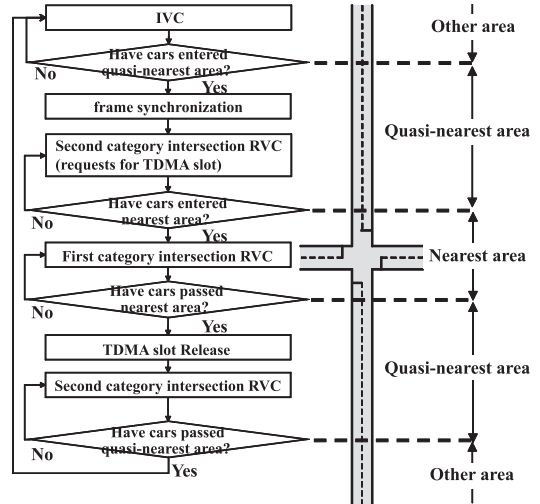 IVC
Other area
Have cars entered
quasi-nearest area?
No
Yes
frame synchronization
Quasi-nearest area
Second category intersection RVC
(requests for TDMA slot)
Have cars entered
nearest area?
No
Yes
First category intersection RVC
Nearest area
Have cars passed
nearest area?
No
Yes
TDMA slot Release
Quasi-nearest area
Second category intersection RVC
Have cars passed
quasi-nearest area?
No
Yes
Other area